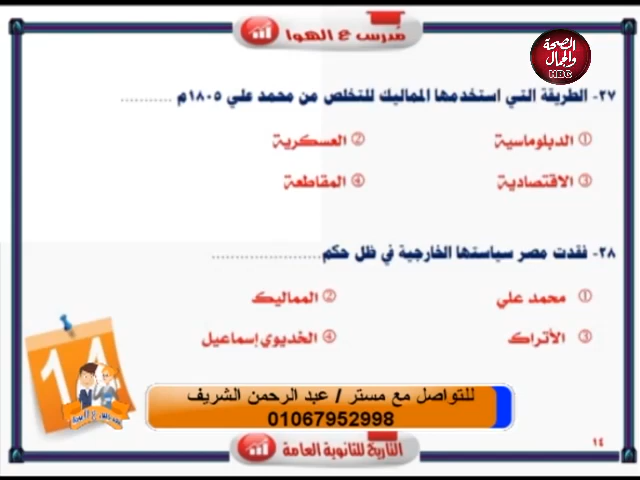 مدرس ع الهوا
الصحة
والجمال
HBC
٢٧- الطريقة التي استخدمها المماليك للتخلص من محمد علي ١٨٠٥م ...........
① الدبلوماسية ② العسكرية
③ الاقتصادية ④ المقاطعة
٢٨- فقدت مصر سياستها الخارجية في ظل حكم......................
① محمد علي ② المماليك
③ الأتراك ④ الخديوي إسماعيل
14
للتواصل مع مستر / عبد الرحمن الشريف
01067952998
التاريخ للثانوية العامة
١٤